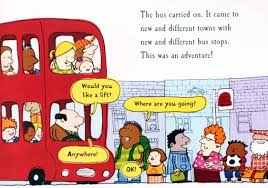 The bus carried on. It came to
new and different towns with
new and different bus stops.
This was an adventure!
Would you
like a lift?
Where are you going?
Anywhere!
OK!